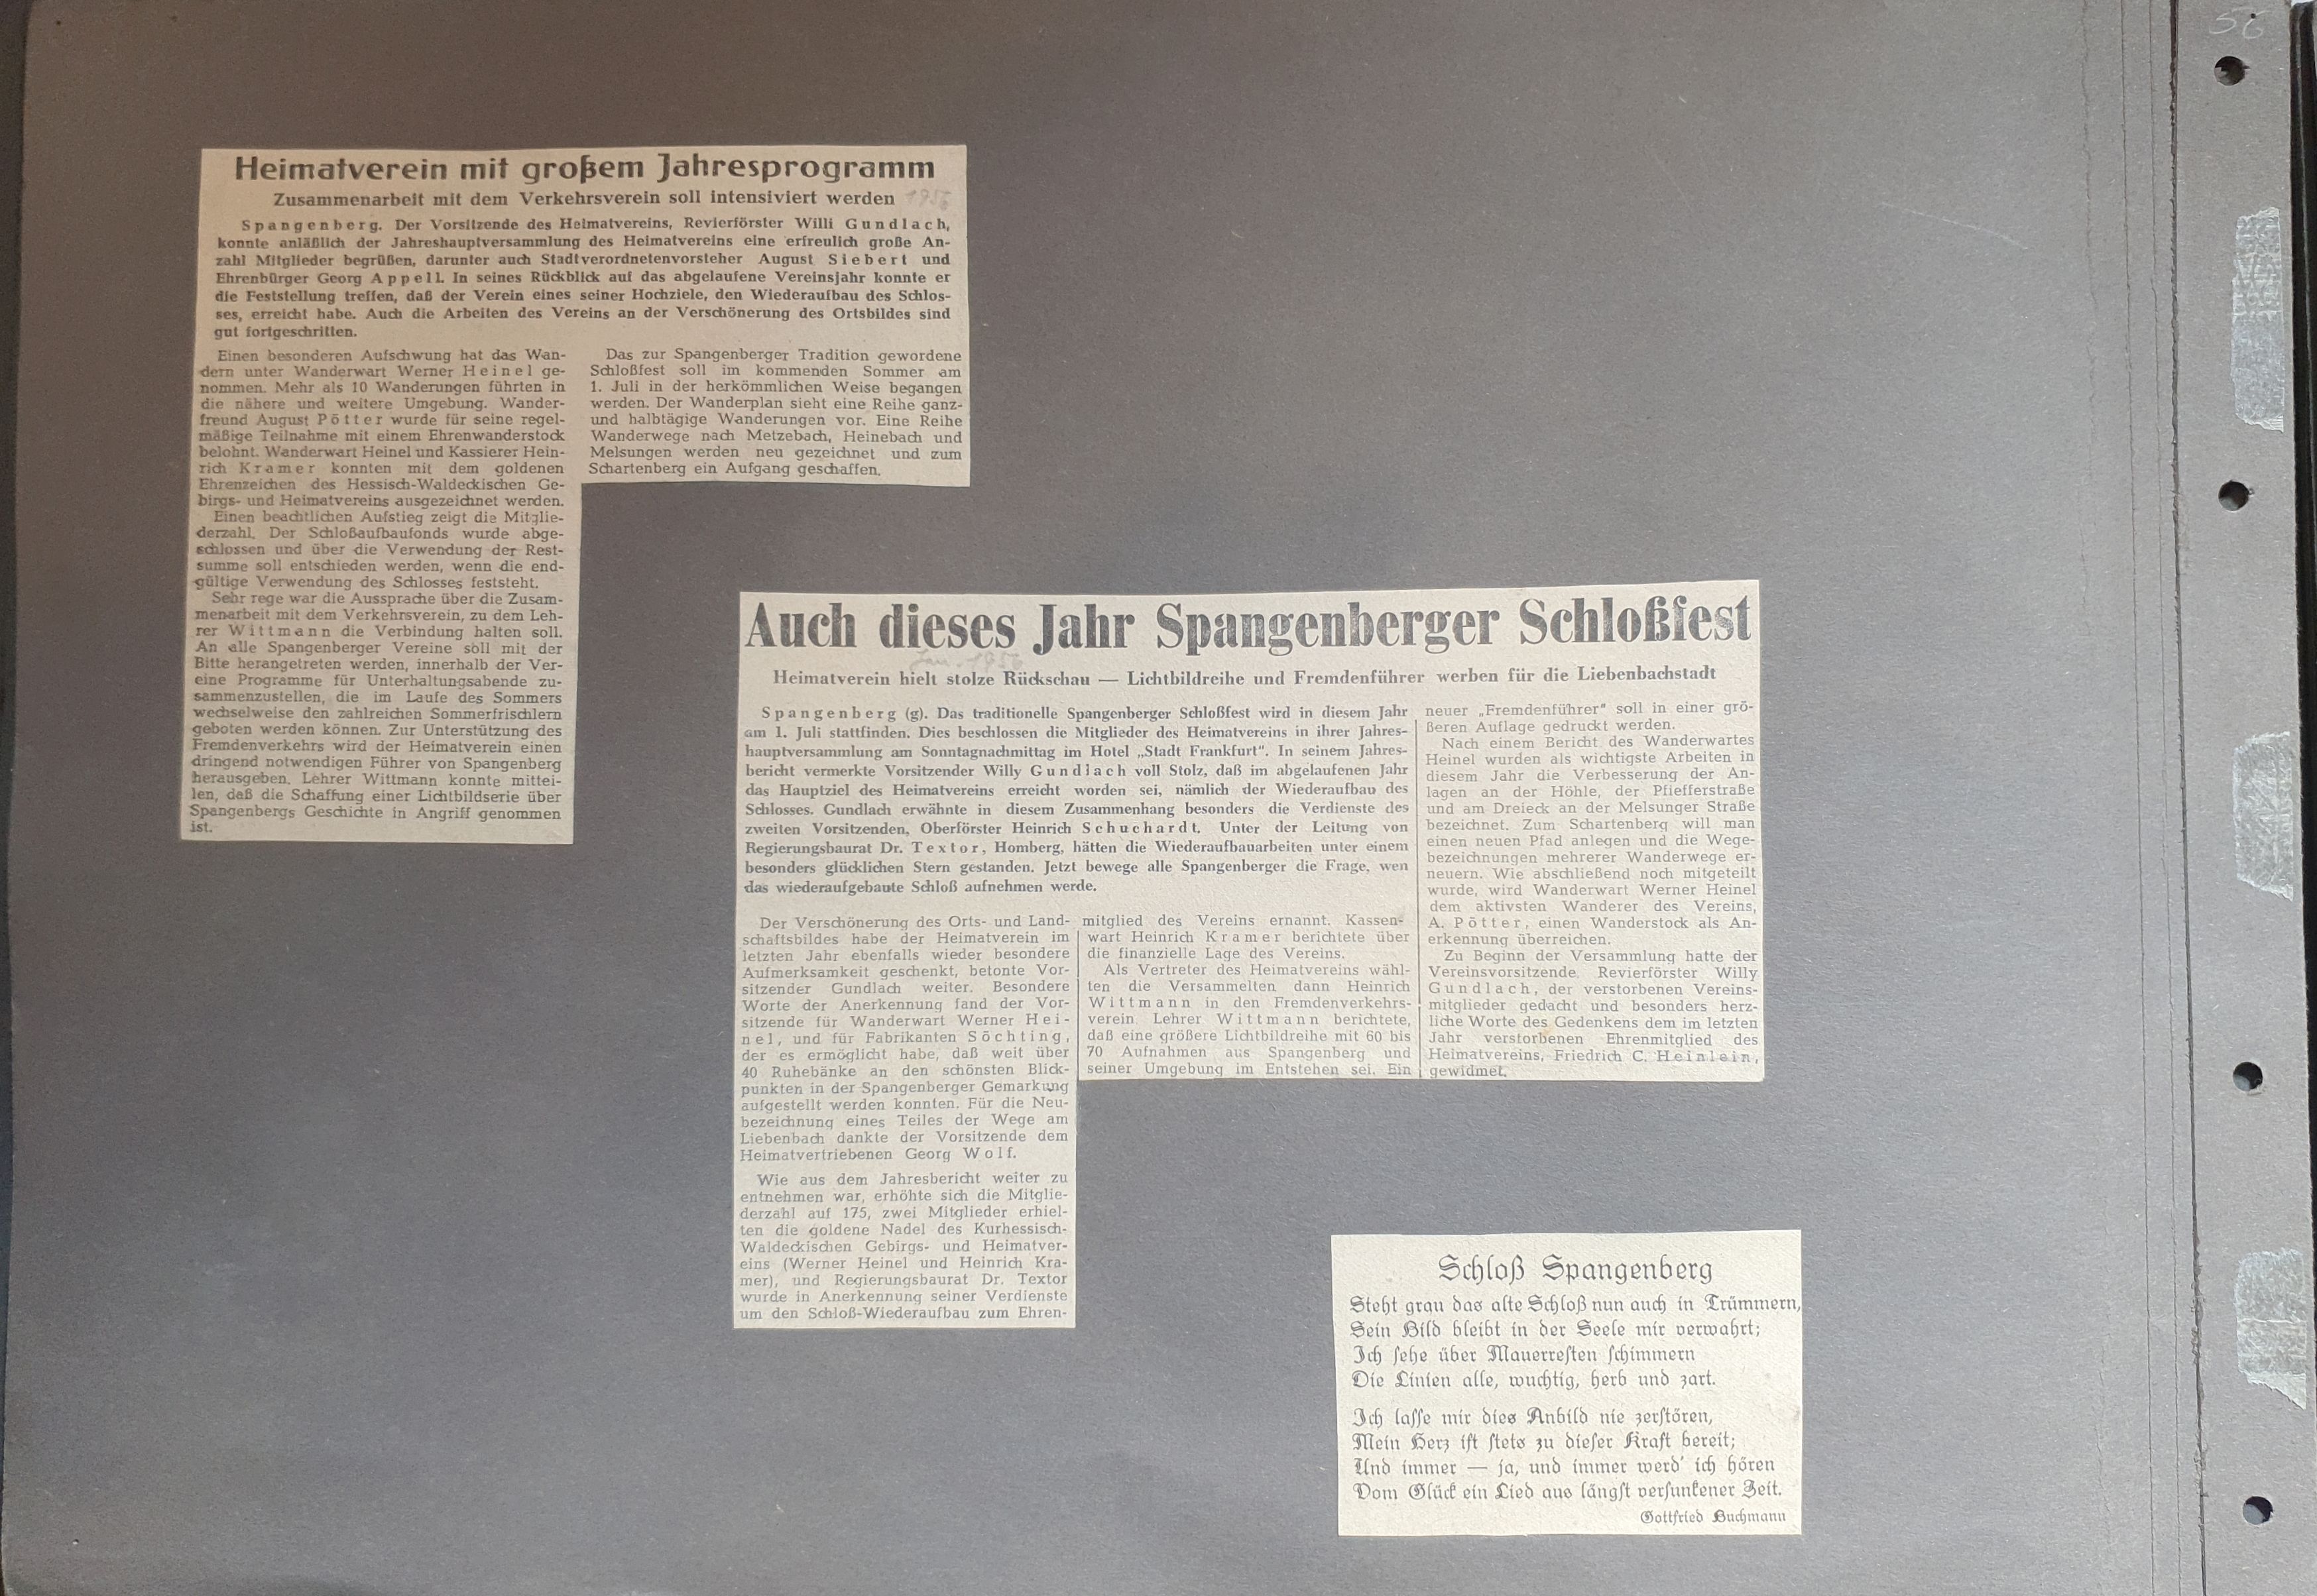 56
Heimatverein mit großem Jahresprogramm
Zusammenarbeit mit dem Verkehrsverein soll intensiviert werden 1956
Spangenberg. Der Vorsitzende des Heimatvereins, Revierförster Willi Gundlach,
konnte anläßlich der Jahreshauptversammlung des Heimatvereins eine erfreulich große An-
zahl Mitglieder begrüßen, darunter auch Stadtverordnetenvorsteher August Siebert und
Ehrenbürger Georg Appell. In seines Rückblick auf das abgelaufene Vereinsjahr konnte er
die Feststellung treffen, daß der Verein eines seiner Hochziele, den Wiederaufbau des Schlos-
ses, erreicht habe. Auch die Arbeiten des Vereins an der Verschönerung des Ortsbildes sind
gut fortgeschritten.
Einen besonderen Aufschwung hat das Wan-
dern unter Wanderwart Werner Heinel ge-
nommen. Mehr als 10 Wanderungen führten in
die nähere und weitere Umgebung. Wander-
freund August Pötter wurde für seine regel-
mäßige Teilnahme mit einem Ehrenwanderstock
belohnt. Wanderwart Heinel und Kassierer Hein-
rich Kramer konnten mit dem goldenen
Ehrenzeichen des Hessisch-Waldeckischen Ge-
birgs- und Heimatvereins ausgezeichnet werden.
Einen beachtlichen Aufstieg zeigt die Mitglie-
derzahl. Der Schloßaufbaufonds wurde abge-
schlossen und über die Verwendung der Rest-
summe soll entschieden werden, wenn die end-
gültige Verwendung des Schlosses feststeht.
Sehr rege war die Aussprache über die Zusam-
menarbeit mit dem Verkehrsverein, zu dem Leh-
rer Wittmann die Verbindung halten soll.
An alle Spangenberger Vereine soll mit der
Bitte herangetreten werden, innerhalb der Ver-
eine Programme für Unterhaltungsabende zu-
sammenzustellen, die im Laufe des Sommers
wechselweise den zahlreichen Sommerfrischlern
geboten werden können. Zur Unterstützung des
Fremdenverkehrs wird der Heimatverein einen
dringend notwendigen Führer von Spangenberg
herausgeben. Lehrer Wittmann konnte mittei-
len, daß die Schaffung einer Lichtbildserie über
Spangenbergs Geschichte in Angriff genommen
ist.
Das zur Spangenberger Tradition gewordene
Schloßfest soll im kommenden Sommer am
1. Juli in der herkömmlichen Weise begangen
werden. Der Wanderplan sieht eine Reihe ganz-
und halbtägige Wanderungen vor. Eine Reihe
Wanderwege nach Metzebach, Heinebach und
Melsungen werden neu gezeichnet und zum
Schartenberg ein Aufgang geschaffen.
Auch dieses Jahr Spangenberger Schloßfest
Jan. 1956
Heimatverein hielt stolze Rückschau — Lichtbildreihe und Fremdenführer werben für die Liebenbachstadt
Spangenberg (g). Das traditionelle Spangenberger Schloßfest wird in diesem Jahr
am 1. Juli stattfinden. Dies beschlossen die Mitglieder des Heimatvereins in ihrer Jahres-
hauptversammlung am Sonntagnachmittag im Hotel „Stadt Frankfurt“. In seinem Jahres-
bericht vermerkte Vorsitzender Willy Gundlach voll Stolz, daß im abgelaufenen Jahr
das Hauptziel des Heimatvereins erreicht worden sei, nämlich der Wiederaufbau des
Schlosses. Gundlach erwähnte in diesem Zusammenhang besonders die Verdienste des
zweiten Vorsitzenden, Oberförster Heinrich Schuchardt. Unter der Leitung von
Regierungsbaurat Dr. Textor, Homberg, hätten die Wiederaufbauarbeiten unter einem
besonders glücklichen Stern gestanden. Jetzt bewege alle Spangenberger die Frage, wen
das wiederaufgebaute Schloß aufnehmen werde.
Der Verschönerung des Orts- und Land-
schaftsbildes habe der Heimatverein im
letzten Jahr ebenfalls wieder besondere
Aufmerksamkeit geschenkt, betonte Vor-
sitzender Gundlach weiter. Besondere
Worte der Anerkennung fand der Vor-
sitzende für Wanderwart Werner Hei-
nel, und für Fabrikanten Söchting,
der es ermöglicht habe, daß weit über
40 Ruhebänke an den schönsten Blick-
punkten in der Spangenberger Gemarkung
aufgestellt werden konnten. Für die Neu-
bezeichnung eines Teiles der Wege am
Liebenbach dankte der Vorsitzende dem
Heimatvertriebenen Georg Wolf.
Wie aus dem Jahresbericht weiter zu
entnehmen war, erhöhte sich die Mitglie-
derzahl auf 175, zwei Mitglieder erhiel-
ten die goldene Nadel des Kurhessisch-
Waldeckischen Gebirgs- und Heimatver-
eins (Werner Heinel und Heinrich Kra-
mer), und Regierungsbaurat Dr. Textor
wurde in Anerkennung seiner Verdienste
um den Schloß-Wiederaufbau zum Ehren-
mitglied des Vereins ernannt. Kassen-
wart Heinrich Kramer berichtete über
die finanzielle Lage des Vereins.
Als Vertreter des Heimatvereins wähl-
ten die Versammelten dann Heinrich
Wittmann in den Fremdenverkehrs-
verein. Lehrer Wittmann berichtete,
daß eine größere Lichtbildreihe mit 60 bis
70 Aufnahmen aus Spangenberg und
seiner Umgebung im Entstehen sei. Ein
neuer „Fremdenführer“ soll in einer grö-
ßeren Auflage gedruckt werden.
Nach einem Bericht des Wanderwartes
Heinel wurden als wichtigste Arbeiten in
diesem Jahr die Verbesserung der An-
lagen an der Höhle, der Pfiefferstraße
und am Dreieck an der Melsunger Straße
bezeichnet. Zum Schartenberg will man
einen neuen Pfad anlegen und die Wege-
bezeichnungen mehrerer Wanderwege er-
neuern. Wie abschließend noch mitgeteilt
wurde, wird Wanderwart Werner Heinel
dem aktivsten Wanderer des Vereins,
A. Pötter, einen Wanderstock als An-
erkennung überreichen.
Zu Beginn der Versammlung hatte der
Vereinsvorsitzende, Revierförster Willy
Gundlach, der verstorbenen Vereins-
mitglieder gedacht und besonders herz-
liche Worte des Gedenkens dem im letzten
Jahr verstorbenen Ehrenmitglied des
Heimatvereins, Friedrich C. Heinlein,
gewidmet.
Schloß Spangenberg
Steht grau das alte Schloß nun auch in Trümmern,
Sein Bild bleibt in der Seele mir verwahrt;
Ich sehe über Mauerresten schimmern
Die Linien alle, wuchtig, herb und zart.
Ich lasse mir dies Anbild nie zerstören,
Mein Herz ist stets zu dieser Kraft bereit;
Und immer — ja, und immer werd' ich hören
Vom Glück ein Lied aus längst versunkener Zeit.
Gottfried Buchmann